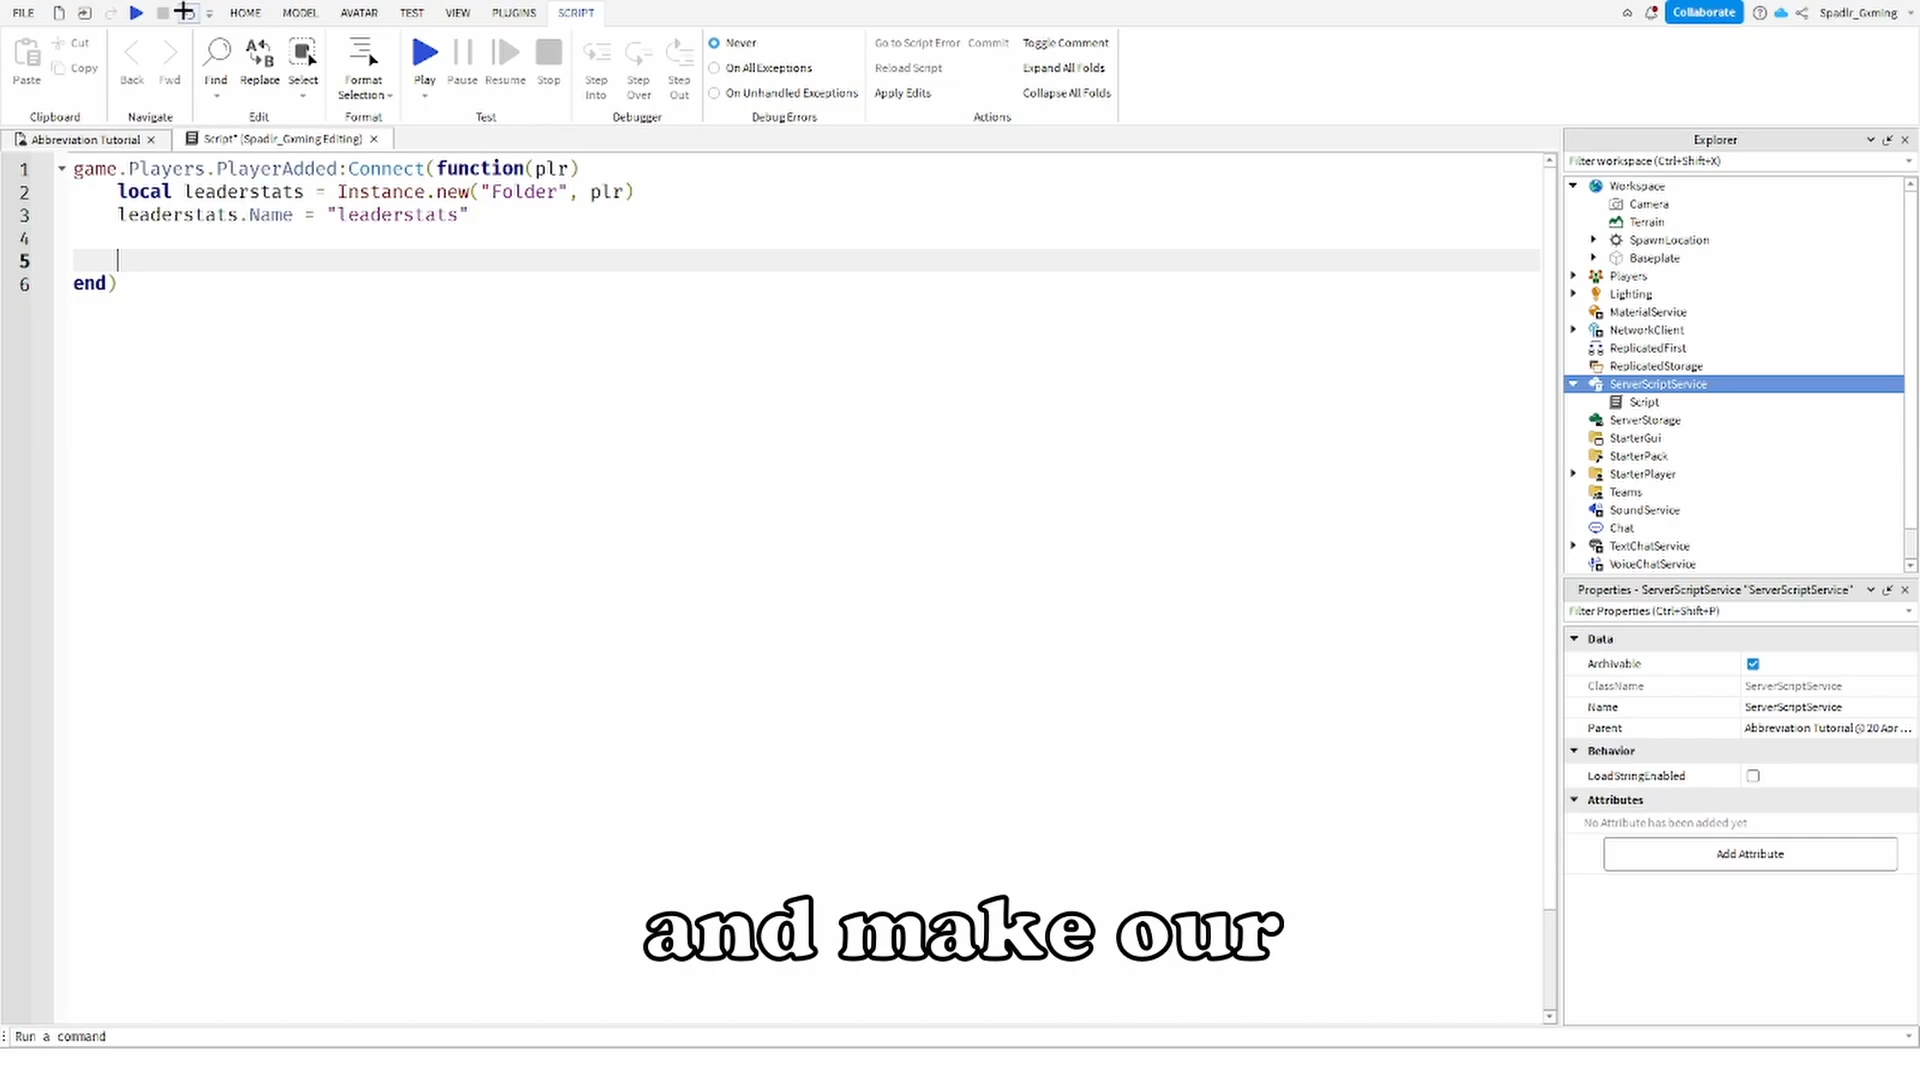 FILE HOME MODEL AVATAR TEST VIEW PLUGINS SCRIPT Collaborate Spadlr_Gxming
Paste Cut Copy Back Fwd Find Replace Select Format Selection Play Pause Resume Stop Step Into Step Over Step Out
Never
On All Exceptions
On Unhandled Exceptions
Go to Script Error Commit Toggle Comment
Reload Script Expand All Folds
Apply Edits Collapse All Folds
Clipboard Navigate Edit Format Test Debugger Debug Errors Actions
Abbreviation Tutorial Script* (Spadlr_Gxming Editing)
1 game.Players.PlayerAdded:Connect(function(plr)
2 local leaderstats = Instance.new("Folder", plr)
3 leaderstats.Name = "leaderstats"
4
5
6 end)
Explorer
Filter workspace (Ctrl+Shift+X)
Workspace
Camera
Terrain
SpawnLocation
Baseplate
Players
Lighting
MaterialService
NetworkClient
ReplicatedFirst
ReplicatedStorage
ServerScriptService
Script
ServerStorage
StarterGui
StarterPack
StarterPlayer
Teams
SoundService
Chat
TextChatService
VoiceChatService
Properties - ServerScriptService "ServerScriptService"
Filter Properties (Ctrl+Shift+P)
Data
Archivable
ClassName ServerScriptService
Name ServerScriptService
Parent Abbreviation Tutorial @ 20 Apr ...
Behavior
LoadStringEnabled
Attributes
No Attribute has been added yet
Add Attribute
and make our
Run a command